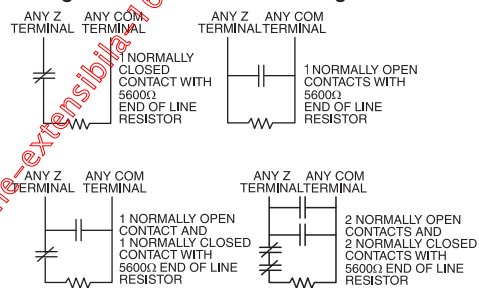 ANY Z ANY COM
TERMINAL TERMINAL
1 NORMALLY
CLOSED
CONTACT WITH
5600Ω
END OF LINE
RESISTOR
ANY Z ANY COM
TERMINAL TERMINAL
1 NORMALLY OPEN
CONTACTS WITH
5600Ω
END OF LINE
RESISTOR
ANY Z ANY COM
TERMINAL TERMINAL
1 NORMALLY OPEN
CONTACT AND
1 NORMALLY CLOSED
CONTACT WITH
5600Ω END OF LINE
RESISTOR
ANY Z ANY COM
TERMINAL TERMINAL
2 NORMALLY OPEN
CONTACTS AND
2 NORMALLY CLOSED
CONTACTS WITH
5600Ω END OF LINE
RESISTOR
ne-extensibila-16